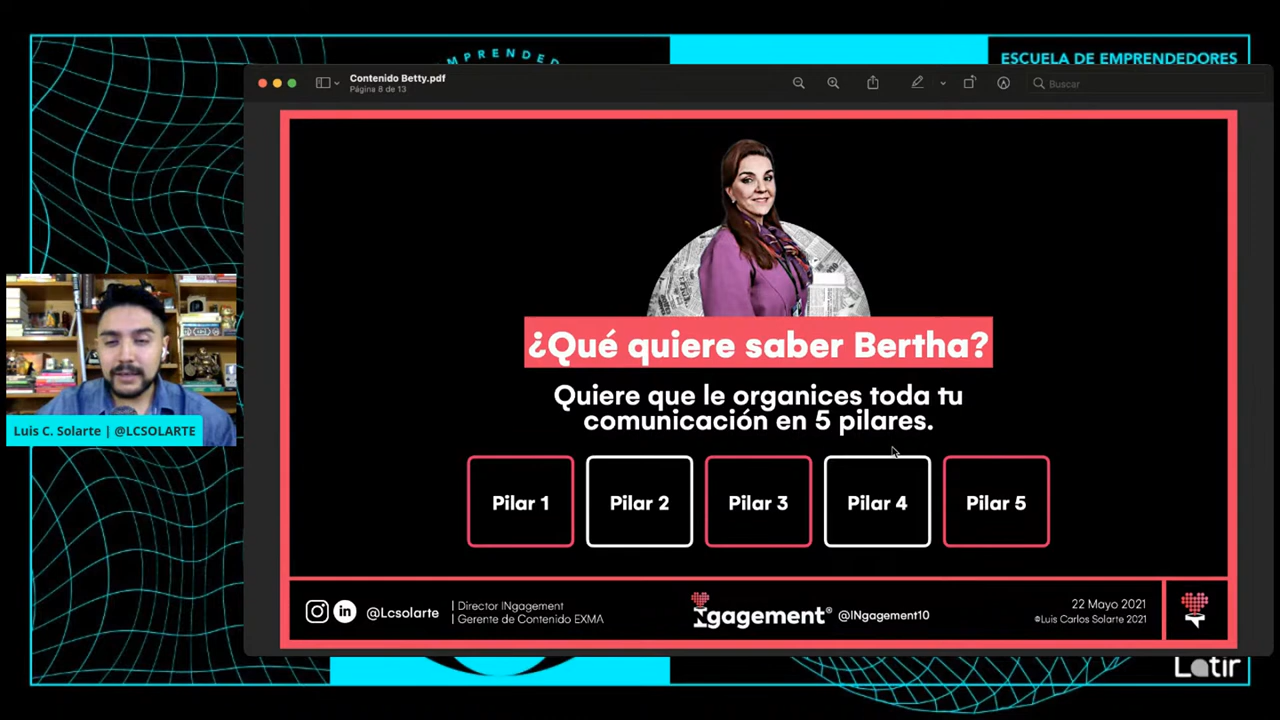 MPRENDED
ESCUELA DE EMPRENDEDORES
Contenido Betty.pdf
Página 8 de 13
Buscar
¿Qué quiere saber Bertha?
Quiere que le organices toda tu
comunicación en 5 pilares.
Pilar 1
Pilar 2
Pilar 3
Pilar 4
Pilar 5
Luis C. Solarte | @LCSOLARTE
@Lcsolarte
Director INgagement
Gerente de Contenido EXMA
INgagement®
@INgagement10
22 Mayo 2021
©Luis Carlos Solarte 2021
Latir